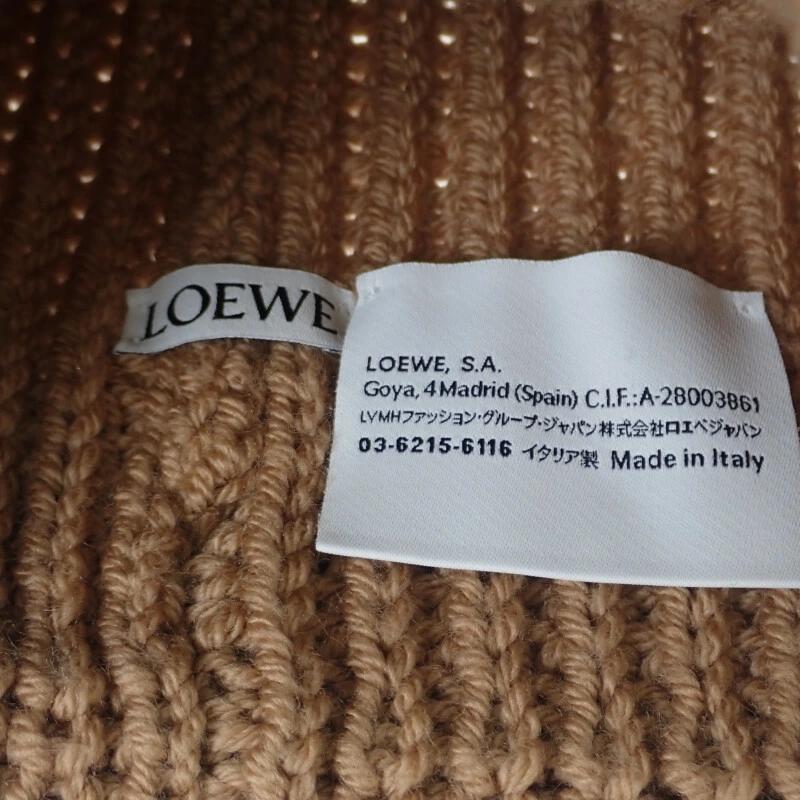 LOEWE
LOEWE, S.A.
Goya, 4 Madrid (Spain) C.I.F.:A-28003861
LVMHファッション・グループ・ジャパン株式会社ロエベジャパン
03-6215-6116 イタリア製 Made in Italy